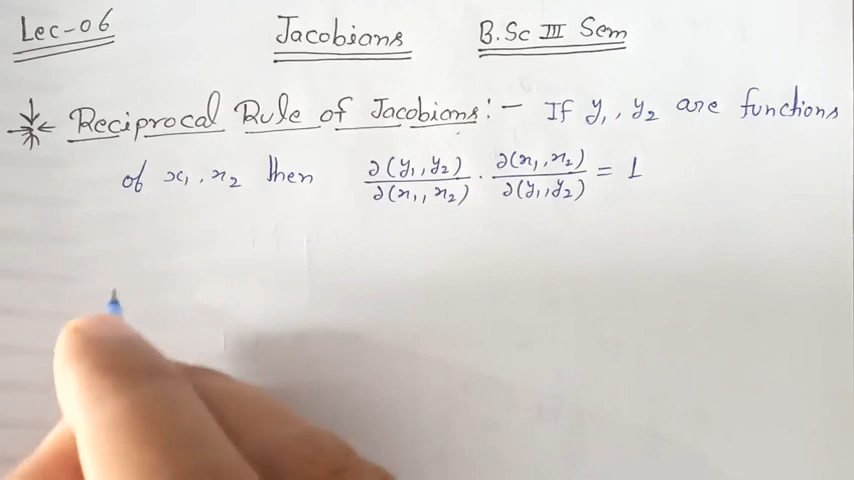 Lec-06 Jacobians B.Sc III Sem
Reciprocal Rule of Jacobians:- If y₁, y₂ are functions
of x₁, x₂ then ∂(y₁,y₂)/∂(x₁,x₂) · ∂(x₁,x₂)/∂(y₁,y₂) = 1